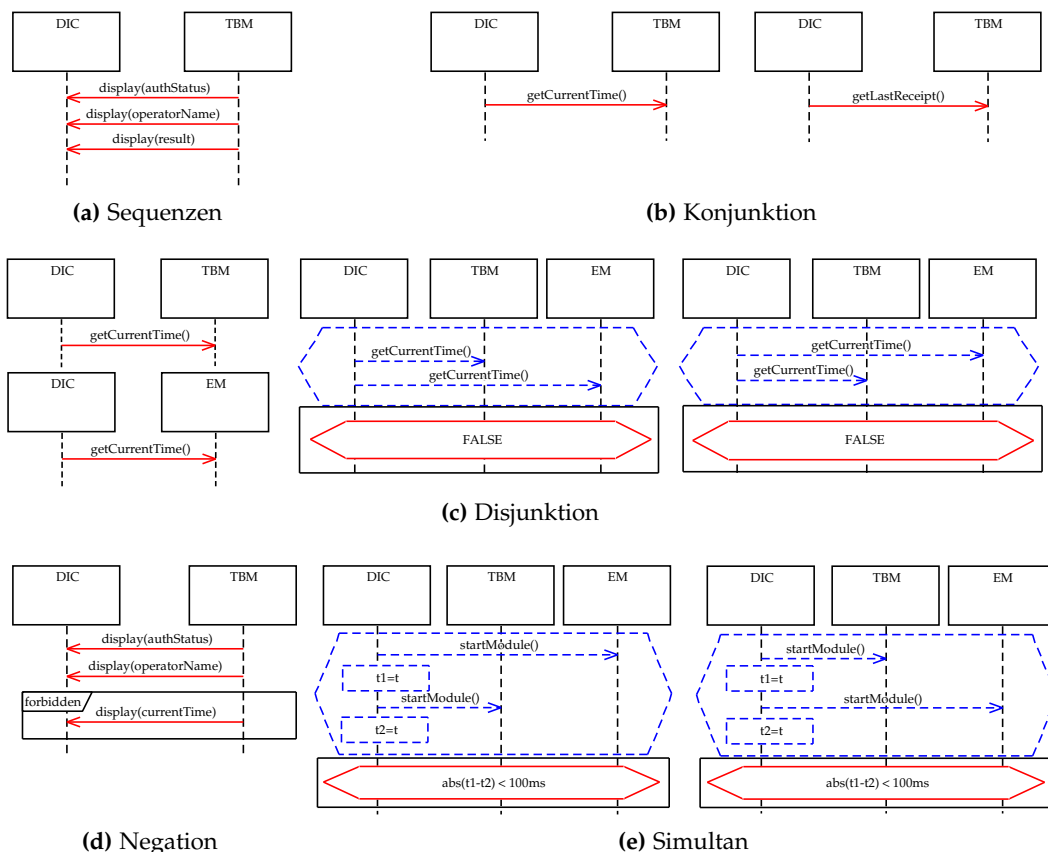 DIC TBM
display(authStatus)
display(operatorName)
display(result)
(a) Sequenzen
DIC TBM
getCurrentTime()
DIC TBM
getLastReceipt()
(b) Konjunktion
DIC TBM
getCurrentTime()
DIC EM
getCurrentTime()
DIC TBM EM
getCurrentTime()
getCurrentTime()
FALSE
DIC TBM EM
getCurrentTime()
getCurrentTime()
FALSE
(c) Disjunktion
DIC TBM
display(authStatus)
display(operatorName)
forbidden
display(currentTime)
(d) Negation
DIC TBM EM
startModule()
t1=t
startModule()
t2=t
abs(t1-t2) < 100ms
DIC TBM EM
startModule()
t1=t
startModule()
t2=t
abs(t1-t2) < 100ms
(e) Simultan